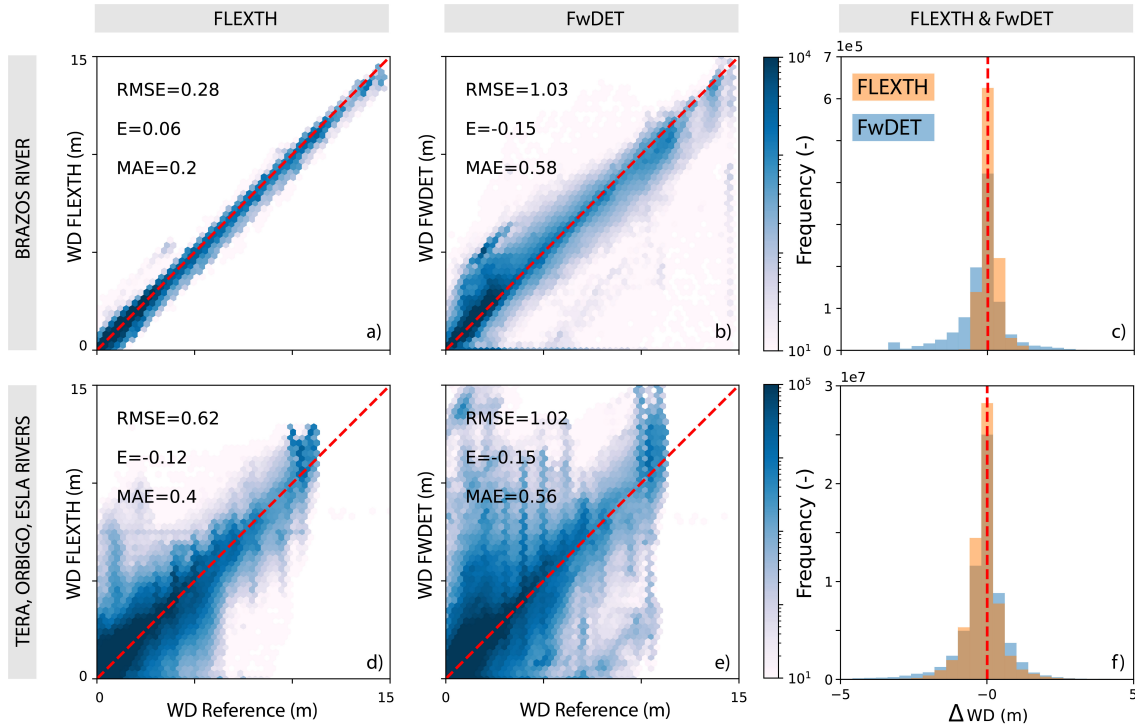 FLEXTH
FwDET
FLEXTH & FwDET
BRAZOS RIVER
15
WD FLEXTH (m)
0
RMSE=0.28
E=0.06
MAE=0.2
a)
WD FWDET (m)
RMSE=1.03
E=-0.15
MAE=0.58
b)
10^4
Frequency (-)
10^1
1e5
7
6
1
0
FLEXTH
FwDET
c)
TERA, ORBIGO, ESLA RIVERS
15
WD FLEXTH (m)
0
RMSE=0.62
E=-0.12
MAE=0.4
d)
0
15
WD Reference (m)
WD FWDET (m)
RMSE=1.02
E=-0.15
MAE=0.56
e)
0
15
WD Reference (m)
10^5
Frequency (-)
10^1
1e7
3
2
1
0
f)
−5
−0
5
Δ WD (m)